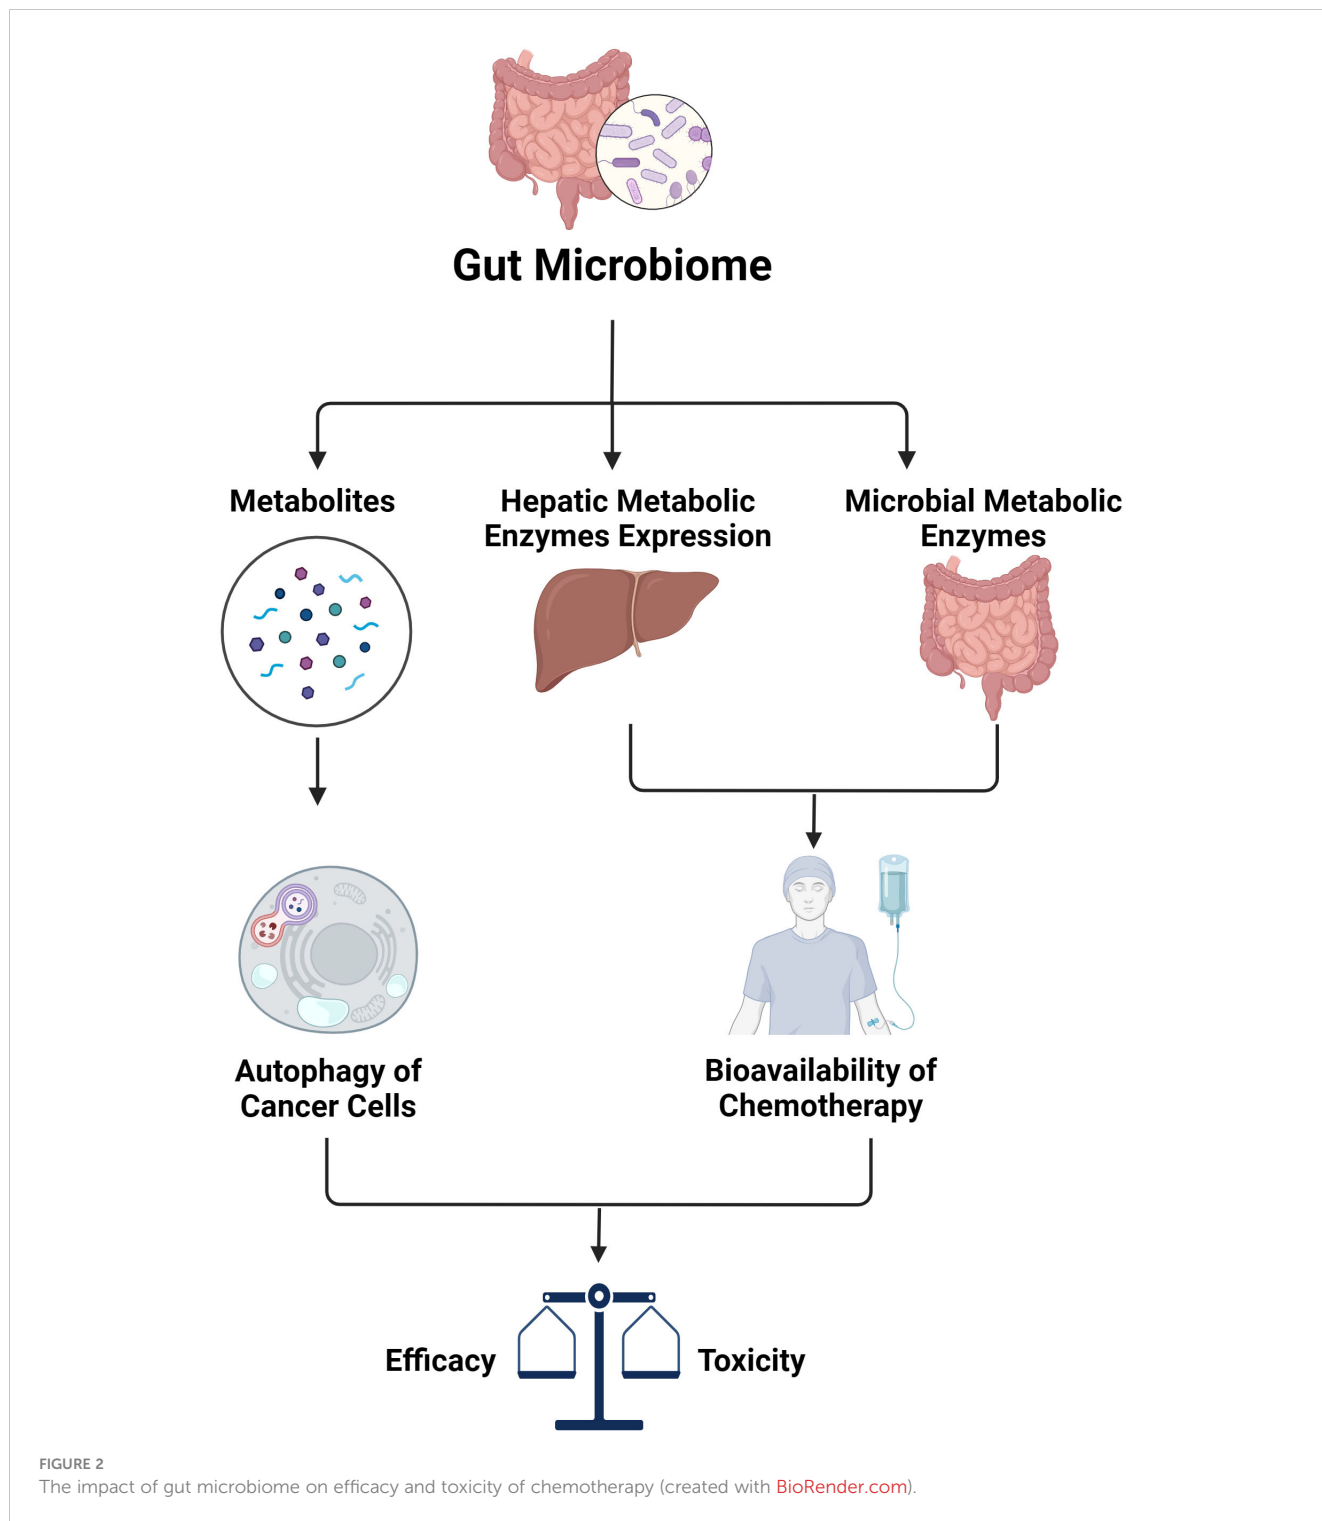 Gut Microbiome
Metabolites
Hepatic Metabolic
Enzymes Expression
Microbial Metabolic
Enzymes
Autophagy of
Cancer Cells
Bioavailability of
Chemotherapy
Efficacy
Toxicity
FIGURE 2
The impact of gut microbiome on efficacy and toxicity of chemotherapy (created with BioRender.com).